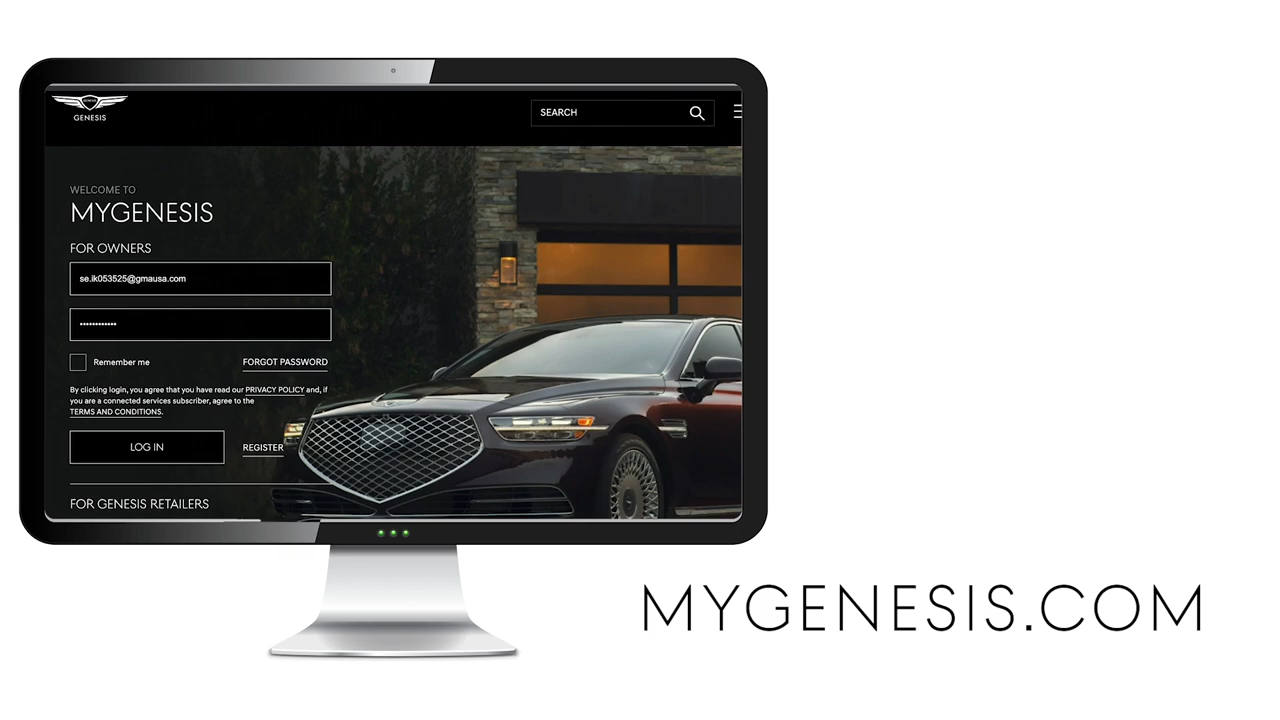 GENESIS
GENESIS
SEARCH
WELCOME TO
MYGENESIS
FOR OWNERS
se.ik053525@gmausa.com
••••••••••••
Remember me
FORGOT PASSWORD
By clicking login, you agree that you have read our PRIVACY POLICY and, if
you are a connected services subscriber, agree to the
TERMS AND CONDITIONS.
LOG IN
REGISTER
FOR GENESIS RETAILERS
MYGENESIS.COM